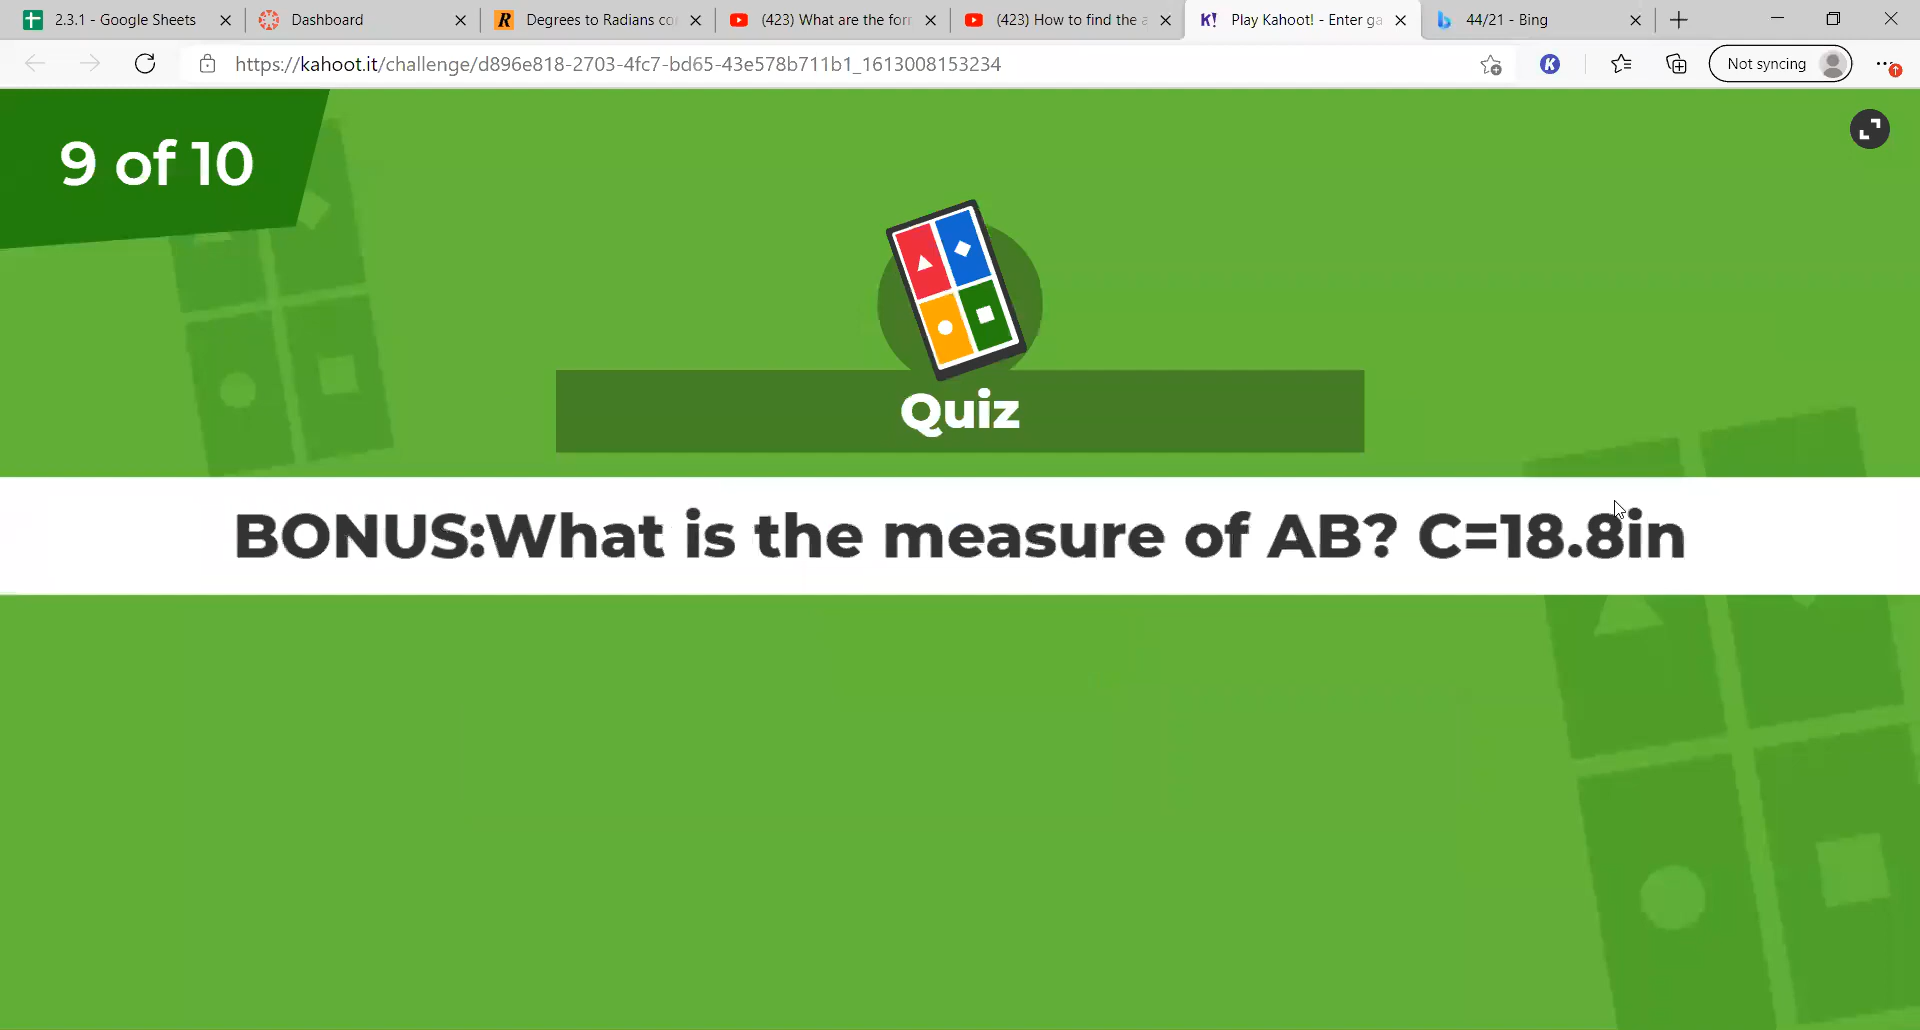 2.3.1 - Google Sheets
Dashboard
R Degrees to Radians co
(423) What are the for
(423) How to find the a
K! Play Kahoot! - Enter ga
44/21 - Bing
https://kahoot.it/challenge/d896e818-2703-4fc7-bd65-43e578b711b1_1613008153234
K
Not syncing
9 of 10
Quiz
BONUS:What is the measure of AB? C=18.8in